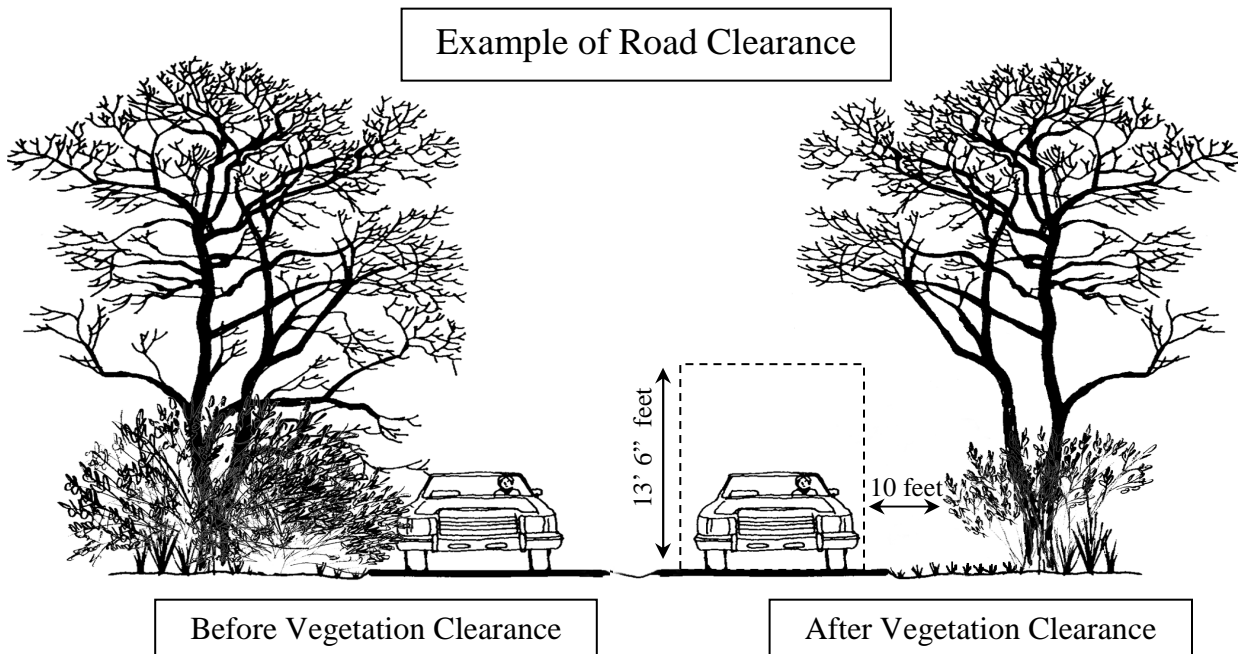 Example of Road Clearance
13’ 6” feet
10 feet
Before Vegetation Clearance
After Vegetation Clearance